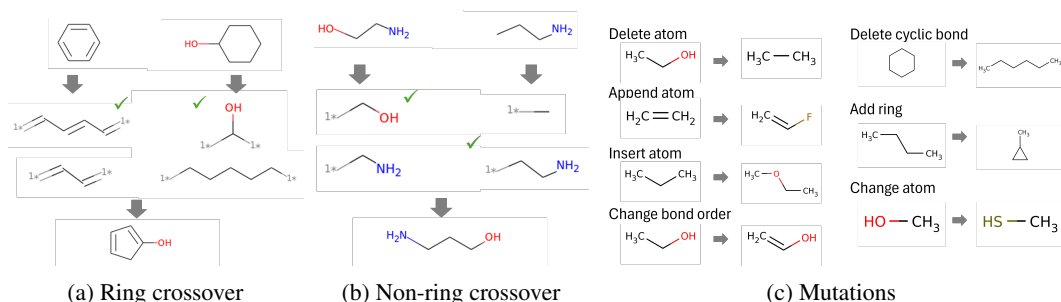 HO
OH
1*
1*
1*
1*
1*
1*
1*
1*
OH
(a) Ring crossover
HO
NH2
NH2
1*
OH
1*
1*
NH2
1*
NH2
H2N
OH
(b) Non-ring crossover
Delete atom
H3C
OH
H3C
CH3
Append atom
H2C
CH2
H2C
F
Insert atom
H3C
CH3
H3C
O
CH3
Change bond order
H3C
OH
H2C
OH
Delete cyclic bond
H3C
CH3
Add ring
H3C
CH3
CH3
Change atom
HO
CH3
HS
CH3
(c) Mutations